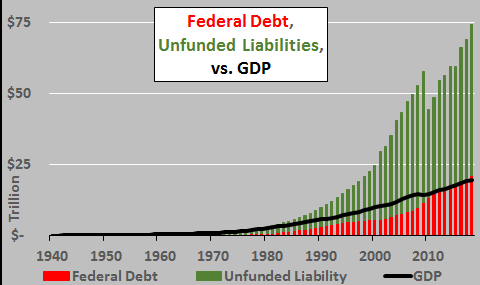 Federal Debt,
Unfunded Liabilities,
vs. GDP
$75
$50
$25
$-
Trillion
1940 1950 1960 1970 1980 1990 2000 2010
Federal Debt Unfunded Liability GDP